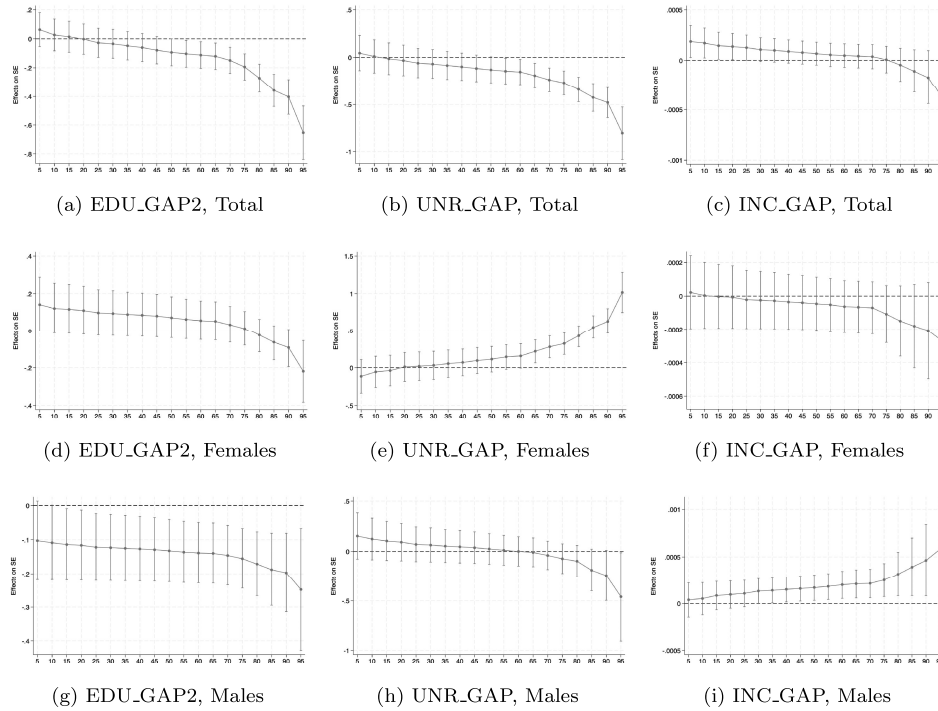 .2
0
-.2
-.4
-.6
-.8
Effects on SE
5 10 15 20 25 30 35 40 45 50 55 60 65 70 75 80 85 90 95
.5
0
-.5
-1
Effects on SE
5 10 15 20 25 30 35 40 45 50 55 60 65 70 75 80 85 90 95
.0005
0
-.0005
-.001
Effects on SE
5 10 15 20 25 30 35 40 45 50 55 60 65 70 75 80 85 90
(a) EDU_GAP2, Total
(b) UNR_GAP, Total
(c) INC_GAP, Total
.4
.2
0
-.2
-.4
Effects on SE
5 10 15 20 25 30 35 40 45 50 55 60 65 70 75 80 85 90 95
1.5
1
.5
0
-.5
Effects on SE
5 10 15 20 25 30 35 40 45 50 55 60 65 70 75 80 85 90 95
.0002
0
-.0002
-.0004
-.0006
Effects on SE
5 10 15 20 25 30 35 40 45 50 55 60 65 70 75 80 85 90
(d) EDU_GAP2, Females
(e) UNR_GAP, Females
(f) INC_GAP, Females
0
-.1
-.2
-.3
-.4
Effects on SE
5 10 15 20 25 30 35 40 45 50 55 60 65 70 75 80 85 90 95
.5
0
-.5
-1
Effects on SE
5 10 15 20 25 30 35 40 45 50 55 60 65 70 75 80 85 90 95
.001
.0005
0
-.0005
Effects on SE
5 10 15 20 25 30 35 40 45 50 55 60 65 70 75 80 85 90
(g) EDU_GAP2, Males
(h) UNR_GAP, Males
(i) INC_GAP, Males